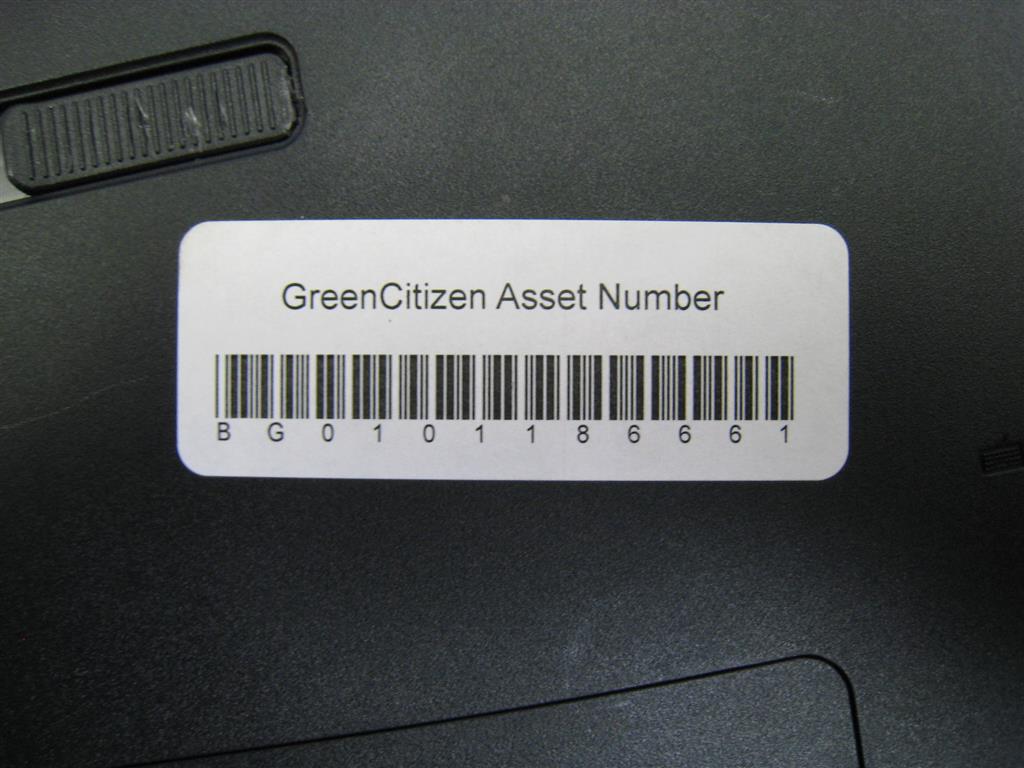 GreenCitizen Asset Number
B G 0 1 0 1 1 8 6 6 6 1